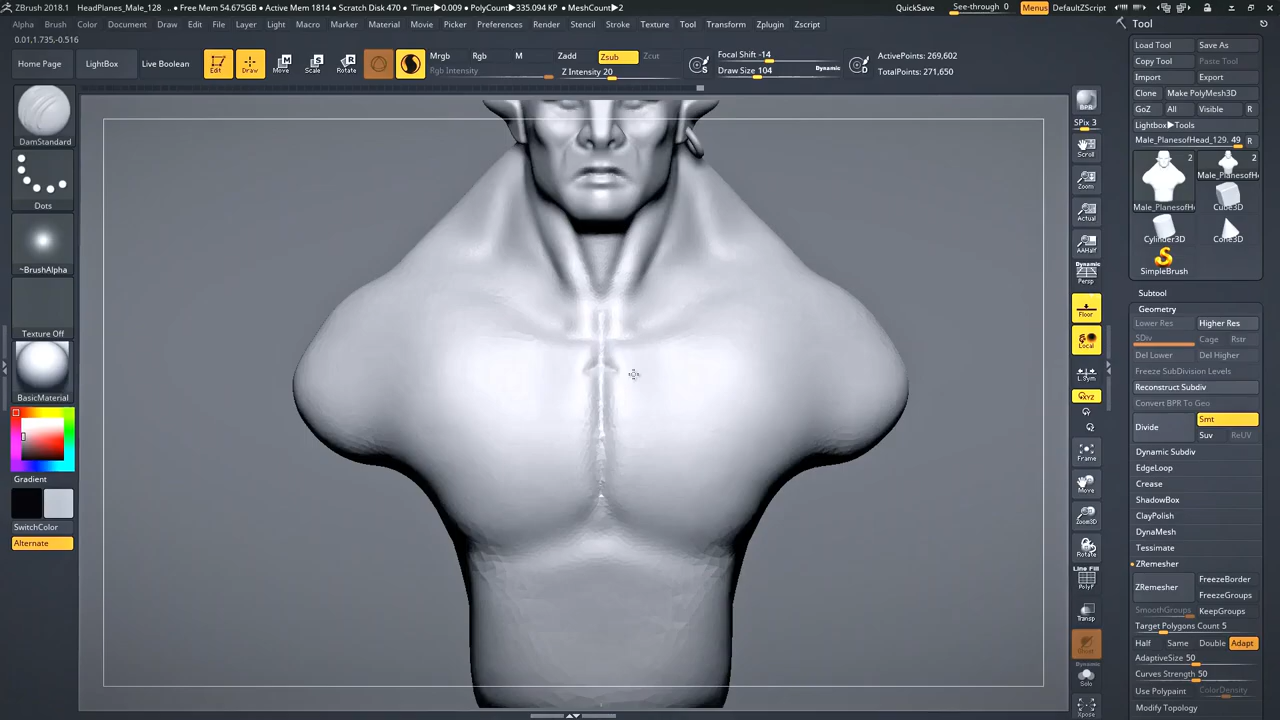 ZBrush 2018.1 HeadPlanes_Male_128 .. • Free Mem 54.675GB • Active Mem 1814 • Scratch Disk 470 • Timer▶0.009 • PolyCount▶335.094 KP • MeshCount▶2 QuickSave See-through 0 Menus DefaultZScript
Alpha Brush Color Document Draw Edit File Layer Light Macro Marker Material Movie Picker Preferences Render Stencil Stroke Texture Tool Transform Zplugin Zscript
0.01,1.735,-0.516
Home Page LightBox Live Boolean
Edit Draw Move Scale Rotate
Mrgb Rgb M Zadd Zsub Zcut
Rgb Intensity Z Intensity 20
S Focal Shift -14
Draw Size 104 Dynamic
D ActivePoints: 269,602
TotalPoints: 271,650
DamStandard
Dots
~BrushAlpha
Texture Off
BasicMaterial
Gradient
SwitchColor
Alternate
BPR
SPix 3
Scroll
Zoom
Actual
AAHalf
Dynamic
Persp
Floor
Local
L.Sym
XYZ
Frame
Move
Zoom3D
Rotate
Line Fill
PolyF
Transp
Ghost
Dynamic
Solo
Xpose
Tool
Load Tool Save As
Copy Tool Paste Tool
Import Export
Clone Make PolyMesh3D
GoZ All Visible R
Lightbox▶Tools
Male_PlanesofHead_129. 49 R
2 2
Male_PlanesofHe
Male_PlanesofHe Cube3D
Cylinder3D Cone3D
SimpleBrush
Subtool
Geometry
Lower Res Higher Res
SDiv Cage Rstr
Del Lower Del Higher
Freeze SubDivision Levels
Reconstruct Subdiv
Convert BPR To Geo
Divide Smt
Suv ReUV
Dynamic Subdiv
EdgeLoop
Crease
ShadowBox
ClayPolish
DynaMesh
Tessimate
ZRemesher
ZRemesher FreezeBorder
FreezeGroups
SmoothGroups KeepGroups
Target Polygons Count 5
Half Same Double Adapt
AdaptiveSize 50
Curves Strength 50
Use Polypaint ColorDensity
Modify Topology